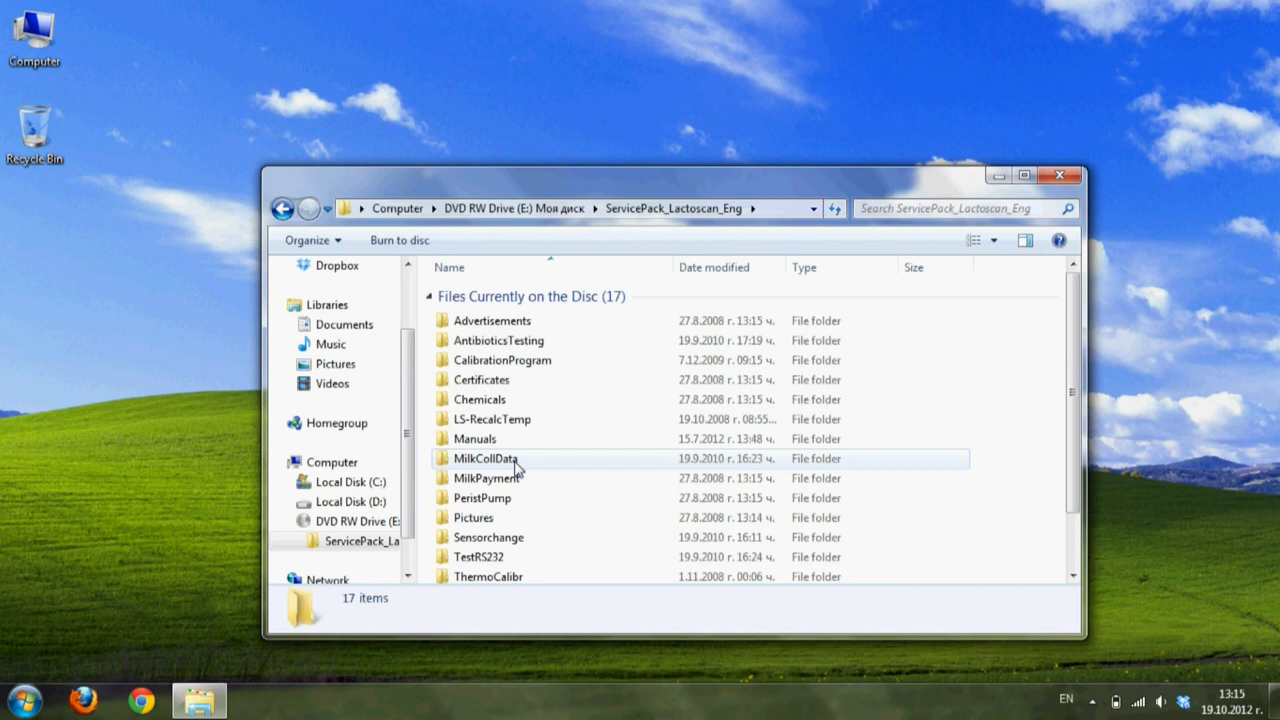 Computer
Recycle Bin
Computer DVD RW Drive (E:) Моя диск ServicePack_Lactoscan_Eng
Search ServicePack_Lactoscan_Eng
Organize Burn to disc
Dropbox
Libraries
Documents
Music
Pictures
Videos
Homegroup
Computer
Local Disk (C:)
Local Disk (D:)
DVD RW Drive (E:
ServicePack_La
Network
Name Date modified Type Size
Files Currently on the Disc (17)
Advertisements 27.8.2008 г. 13:15 ч. File folder
AntibioticsTesting 19.9.2010 г. 17:19 ч. File folder
CalibrationProgram 7.12.2009 г. 09:15 ч. File folder
Certificates 27.8.2008 г. 13:15 ч. File folder
Chemicals 27.8.2008 г. 13:15 ч. File folder
LS-RecalcTemp 19.10.2008 г. 08:55... File folder
Manuals 15.7.2012 г. 13:48 ч. File folder
MilkCollData 19.9.2010 г. 16:23 ч. File folder
MilkPayment 27.8.2008 г. 13:15 ч. File folder
PeristPump 27.8.2008 г. 13:15 ч. File folder
Pictures 27.8.2008 г. 13:14 ч. File folder
Sensorchange 19.9.2010 г. 16:11 ч. File folder
TestRS232 19.9.2010 г. 16:24 ч. File folder
ThermoCalibr 1.11.2008 г. 00:06 ч. File folder
17 items
EN
13:15
19.10.2012 г.